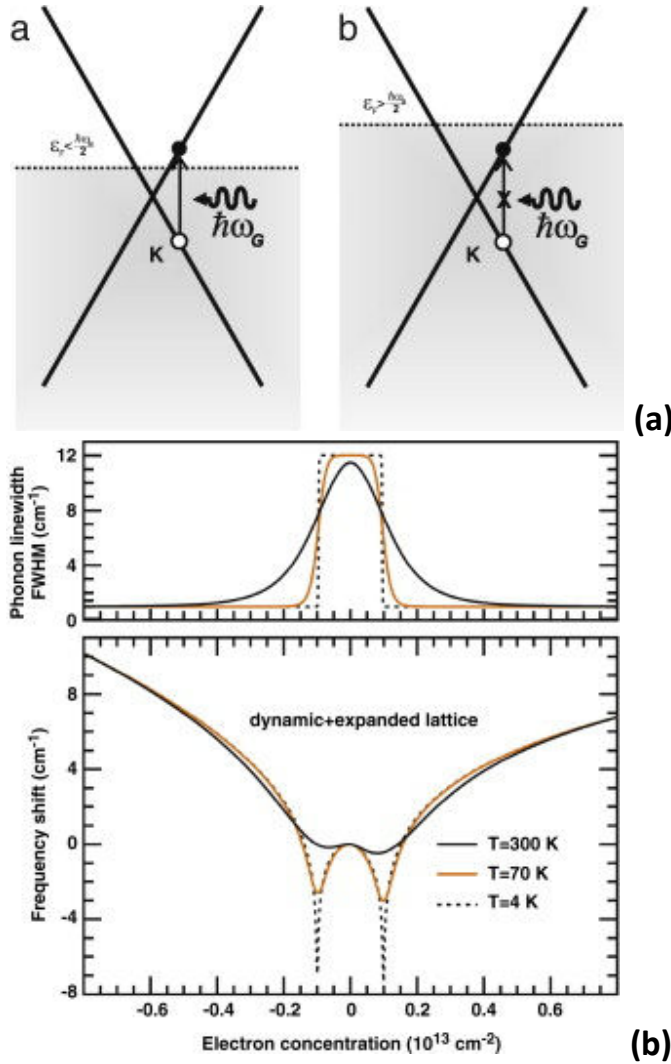 a
b
ε_F < ħω_G/2
ε_F > ħω_G/2
K
ħω_G
K
ħω_G
(a)
Phonon linewidth
FWHM (cm⁻¹)
12
8
4
0
Frequency shift (cm⁻¹)
8
4
0
-4
-8
dynamic+expanded lattice
T=300 K
T=70 K
T=4 K
-0.6
-0.4
-0.2
0
0.2
0.4
0.6
Electron concentration (10¹³ cm⁻²)
(b)